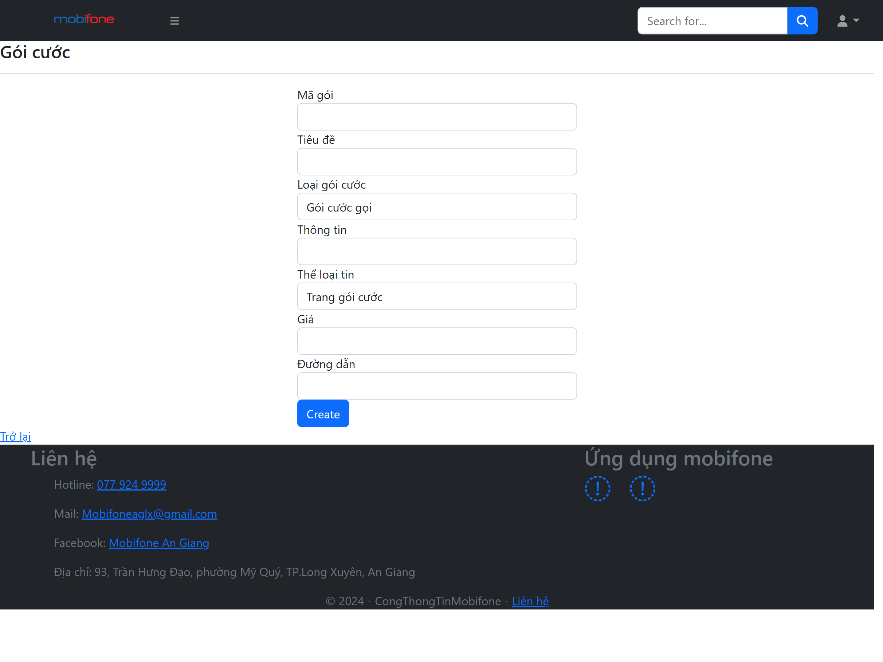 mobifone
Search for...
Gói cước
Mã gói
Tiêu đề
Loại gói cước
Gói cước gọi
Thông tin
Thể loại tin
Trang gói cước
Giá
Đường dẫn
Create
Trở lại
Liên hệ
Hotline: 077 924 9999
Mail: Mobifoneaglx@gmail.com
Facebook: Mobifone An Giang
Địa chỉ: 93, Trần Hưng Đạo, phường Mỹ Quý, TP.Long Xuyên, An Giang
Ứng dụng mobifone
© 2024 - CongThongTinMobifone - Liên hệ